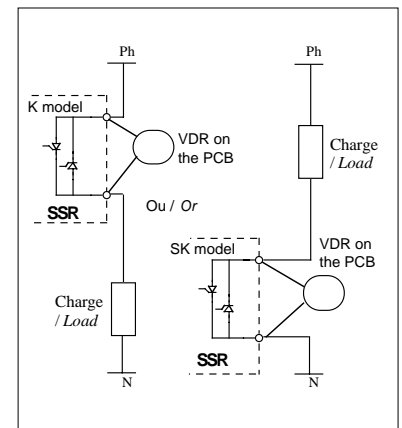 Ph
K model
VDR on
the PCB
SSR
Ou / Or
Charge
/ Load
N
Ph
Charge
/ Load
SK model
VDR on
the PCB
SSR
N